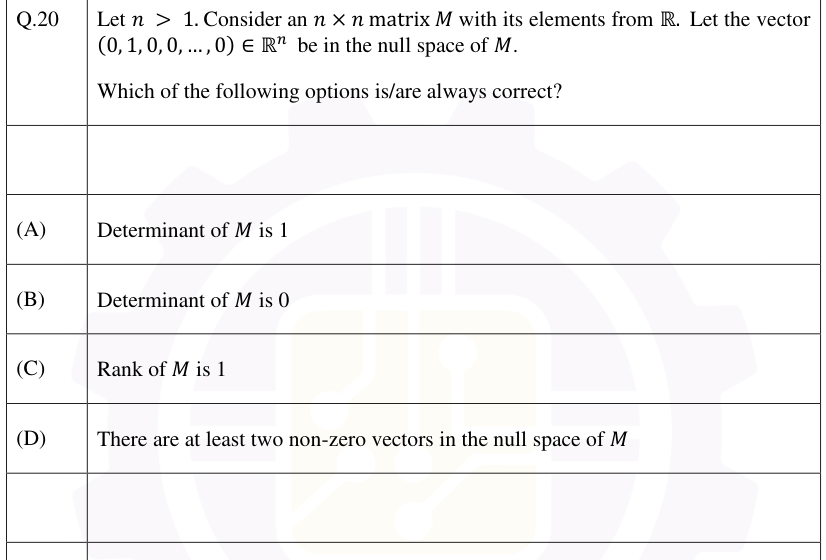 Q.20 Let n > 1. Consider an n × n matrix M with its elements from ℝ. Let the vector
(0, 1, 0, 0, … , 0) ∈ ℝⁿ be in the null space of M.
Which of the following options is/are always correct?
(A) Determinant of M is 1
(B) Determinant of M is 0
(C) Rank of M is 1
(D) There are at least two non-zero vectors in the null space of M